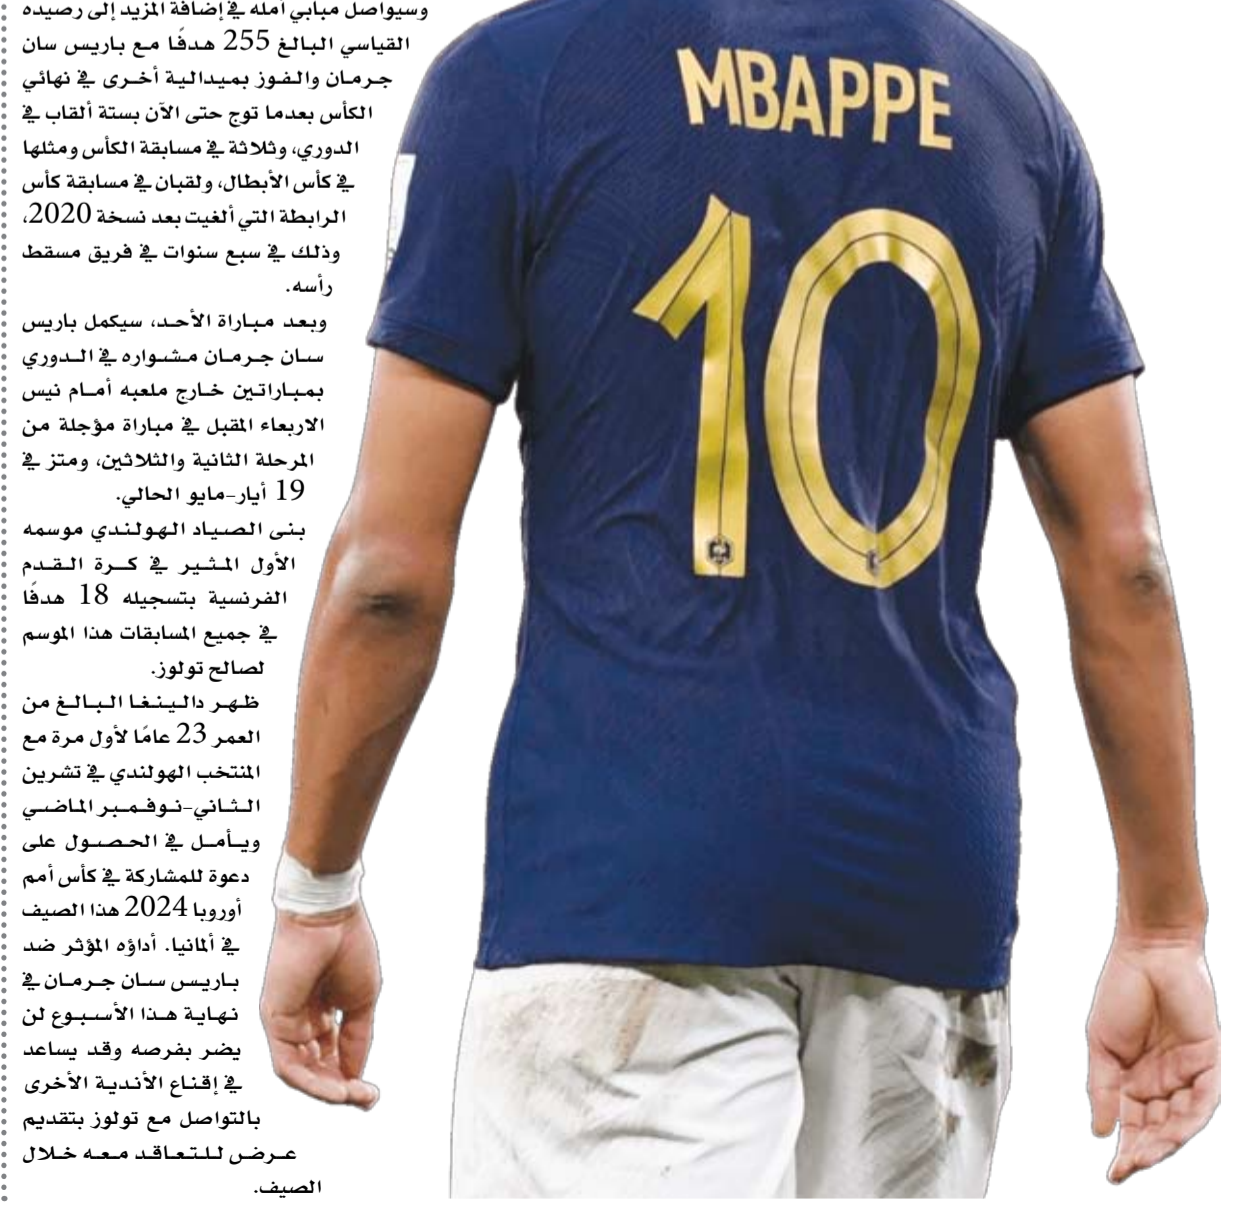 وسيواصل مبابي أمله في إضافة المزيد إلى رصيده
القياسي البالغ 255 هدفًا مع باريس سان
جرمان والفوز بميدالية أخرى في نهائي
الكأس بعدما توج حتى الآن بستة ألقاب في
الدوري، وثلاثة في مسابقة الكأس ومثلها
في كأس الأبطال، ولقبان في مسابقة كأس
الرابطة التي ألغيت بعد نسخة 2020،
وذلك في سبع سنوات في فريق مسقط
رأسه.
وبعد مباراة الأحد، سيكمل باريس
سان جرمان مشواره في الدوري
بمباراتين خارج ملعبه أمام نيس
الاربعاء المقبل في مباراة مؤجلة من
المرحلة الثانية والثلاثين، ومتز في
19 أيار-مايو الحالي.
بنى الصياد الهولندي موسمه
الأول المثير في كرة القدم
الفرنسية بتسجيله 18 هدفًا
في جميع المسابقات هذا الموسم
لصالح تولوز.
ظهر دالينغا البالغ من
العمر 23 عامًا لأول مرة مع
المنتخب الهولندي في تشرين
الثاني-نوفمبر الماضي
ويأمل في الحصول على
دعوة للمشاركة في كأس أمم
أوروبا 2024 هذا الصيف
في ألمانيا. أداؤه المؤثر ضد
باريس سان جرمان في
نهاية هذا الأسبوع لن
يضر بفرصه وقد يساعد
في إقناع الأندية الأخرى
بالتواصل مع تولوز بتقديم
عرض للتعاقد معه خلال
الصيف.
MBAPPE
10